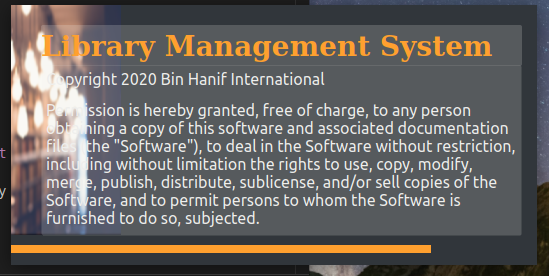 Library Management System
Copyright 2020 Bin Hanif International
Permission is hereby granted, free of charge, to any person
obtaining a copy of this software and associated documentation
files (the "Software"), to deal in the Software without restriction,
including without limitation the rights to use, copy, modify,
merge, publish, distribute, sublicense, and/or sell copies of the
Software, and to permit persons to whom the Software is
furnished to do so, subjected.